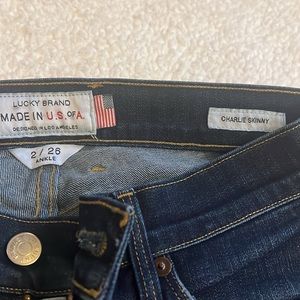 LUCKY BRAND
MADE IN U.S.OF A.
DESIGNED IN LOS ANGELES
CHARLIE SKINNY
2 / 26
ANKLE